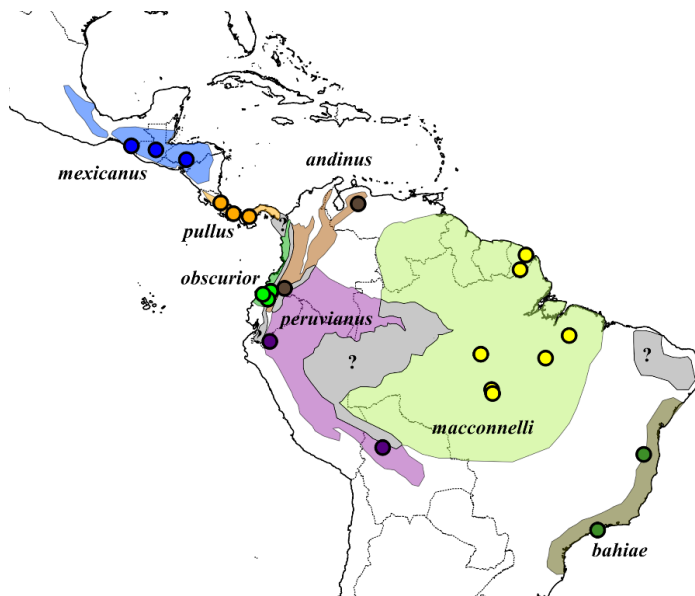 andinus
mexicanus
?
pullus
obscurior
peruvianus
?
?
?
macconnelli
bahiae